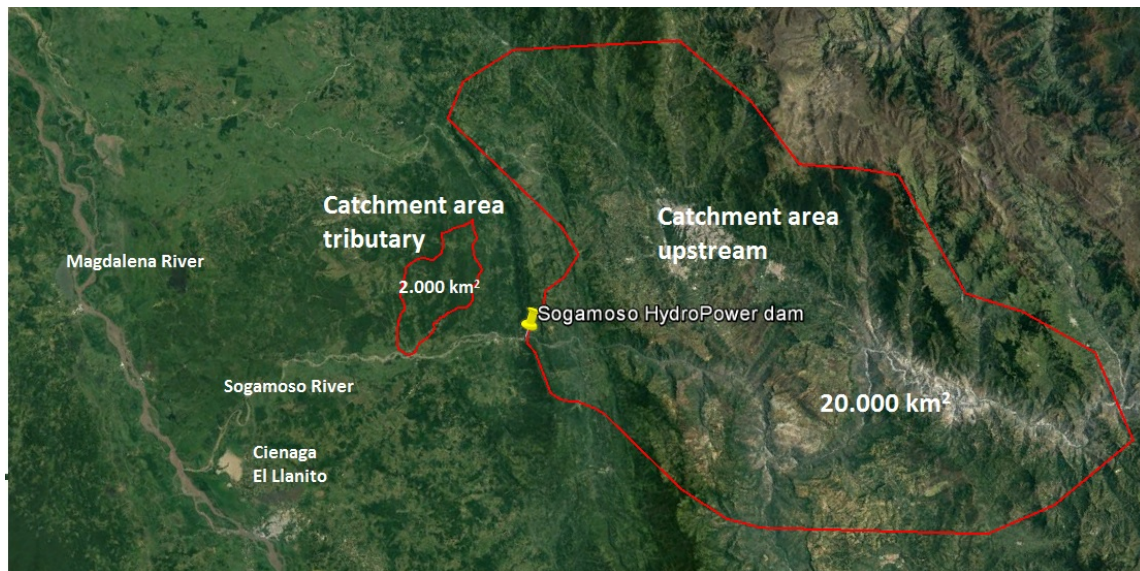 Catchment area
tributary
2.000 km²
Catchment area
upstream
Magdalena River
Sogamoso HydroPower dam
Sogamoso River
20.000 km²
Cienaga
El Llanito